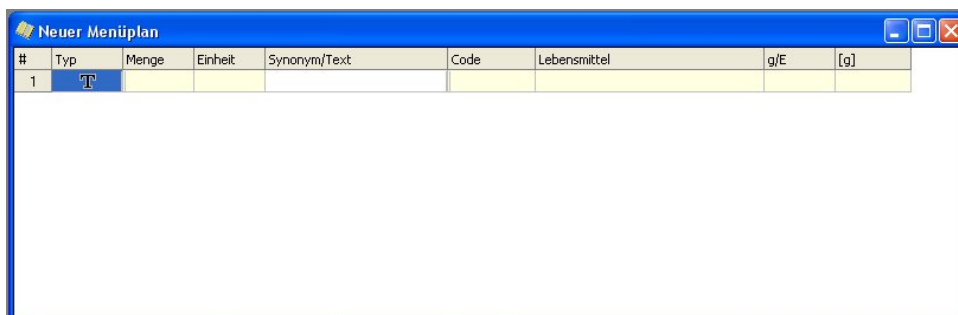 Neuer Menüplan
# Typ Menge Einheit Synonym/Text Code Lebensmittel g/E [g]
1 T